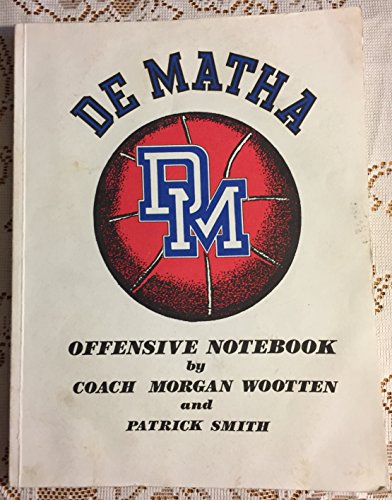 DE MATHA
DM
OFFENSIVE NOTEBOOK
by
COACH MORGAN WOOTTEN
and
PATRICK SMITH